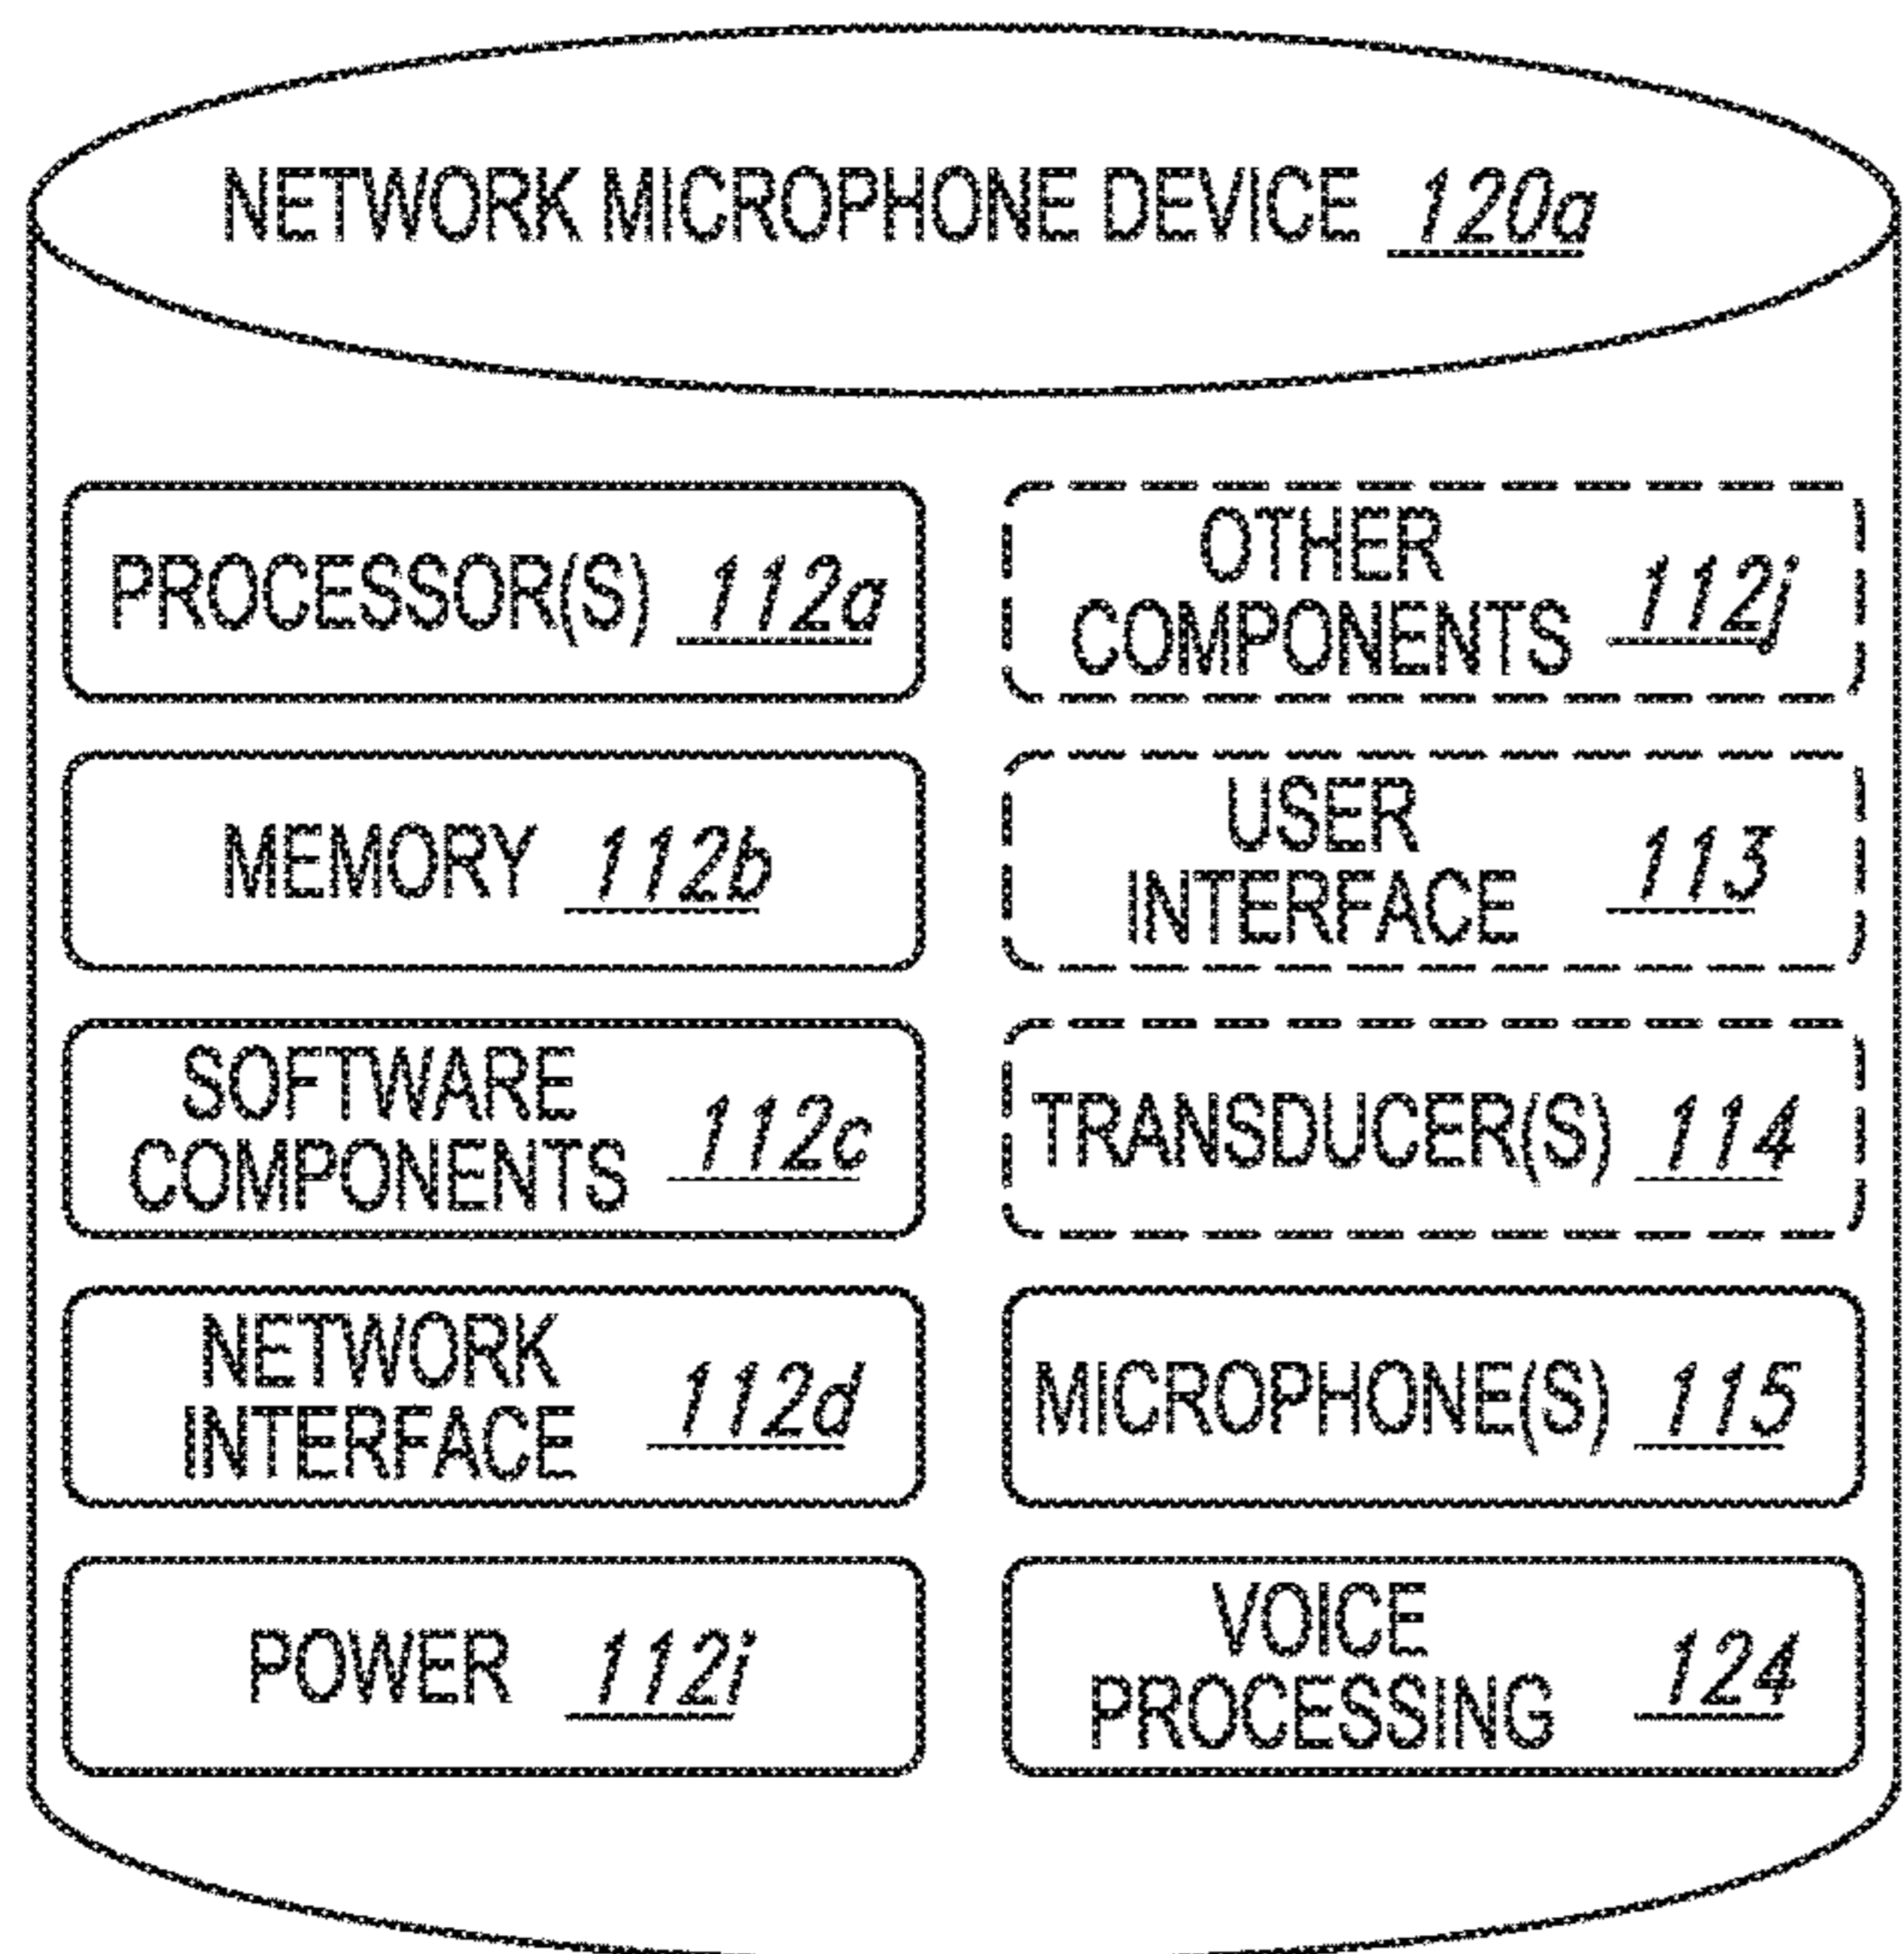 NETWORK MICROPHONE DEVICE 120a
PROCESSOR(S) 112a
MEMORY 112b
SOFTWARE
COMPONENTS 112c
NETWORK
INTERFACE 112d
POWER 112i
OTHER
COMPONENTS 112j
USER
INTERFACE 113
TRANSDUCER(S) 114
MICROPHONE(S) 115
VOICE
PROCESSING 124